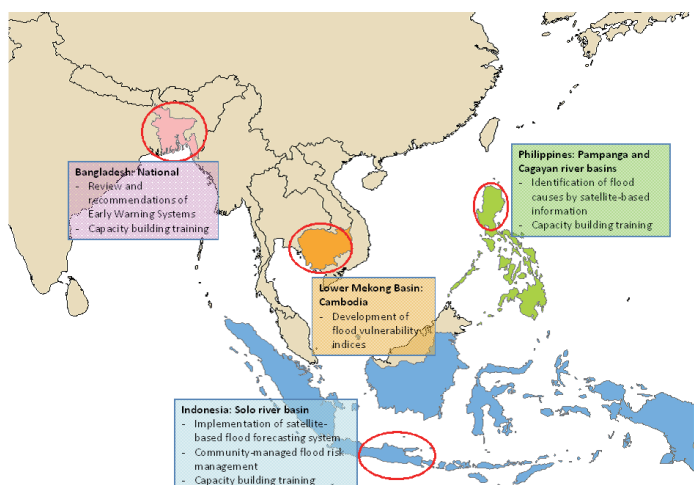 Bangladesh: National
- Review and
recommendations of
Early Warning Systems
- Capacity building training
Philippines: Pampanga and
Cagayan river basins
- Identification of flood
causes by satellite-based
information
- Capacity building training
Lower Mekong Basin:
Cambodia
- Development of
flood vulnerability
indices
Indonesia: Solo river basin
- Implementation of satellite-
based flood forecasting system
- Community-managed flood risk
management
- Capacity building training